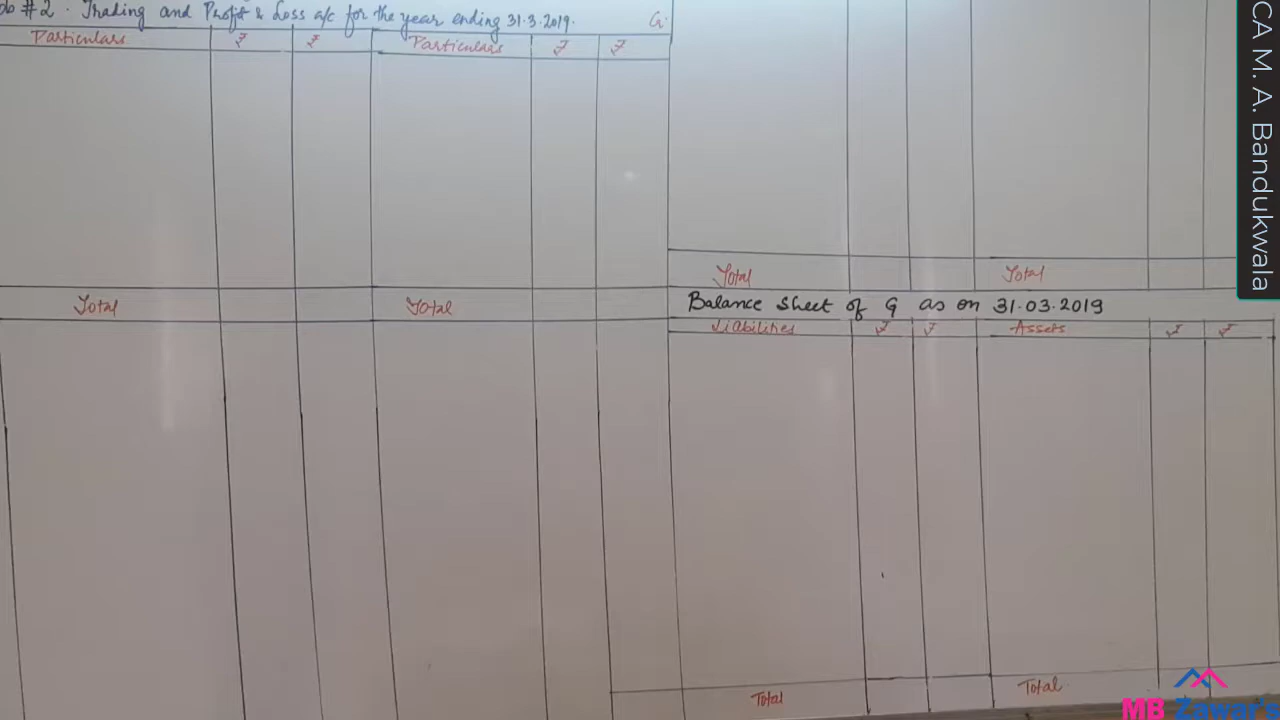 #2. Trading and Profit & Loss a/c for the year ending 31.3.2019. Cr.
Particulars ₹ ₹ Particulars ₹ ₹
Total Total
Total Total
Balance Sheet of G as on 31.03.2019
Liabilities ₹ ₹ Assets ₹ ₹
Total Total
CA M. A. Bandukwala
MB Zawar's